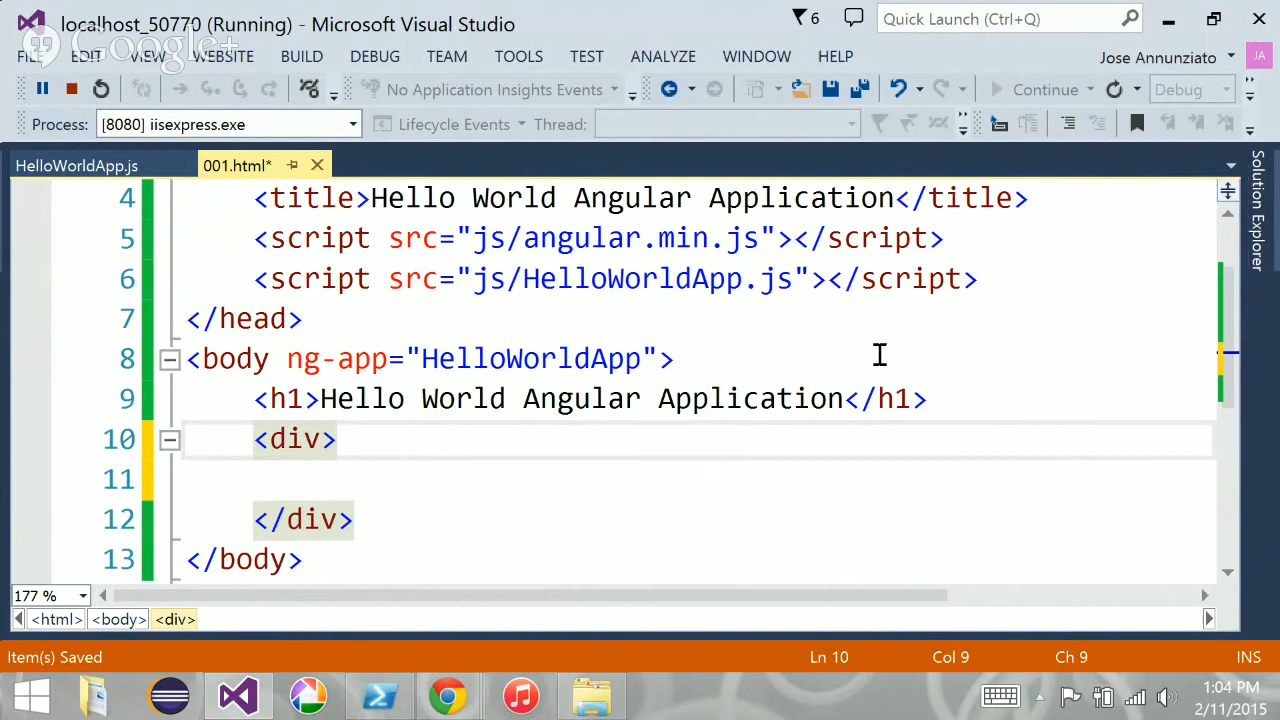 localhost_50770 (Running) - Microsoft Visual Studio
6
Quick Launch (Ctrl+Q)
Google+
FILE EDIT VIEW WEBSITE BUILD DEBUG TEAM TOOLS TEST ANALYZE WINDOW HELP
Jose Annunziato
JA
No Application Insights Events
Continue
Debug
Process: [8080] iisexpress.exe
Lifecycle Events
Thread:
HelloWorldApp.js 001.html*
Solution Explorer
4 <title>Hello World Angular Application</title>
5 <script src="js/angular.min.js"></script>
6 <script src="js/HelloWorldApp.js"></script>
7 </head>
8 <body ng-app="HelloWorldApp">
9 <h1>Hello World Angular Application</h1>
10 <div>
11
12 </div>
13 </body>
177 %
<html> <body> <div>
Item(s) Saved Ln 10 Col 9 Ch 9 INS
1:04 PM
2/11/2015